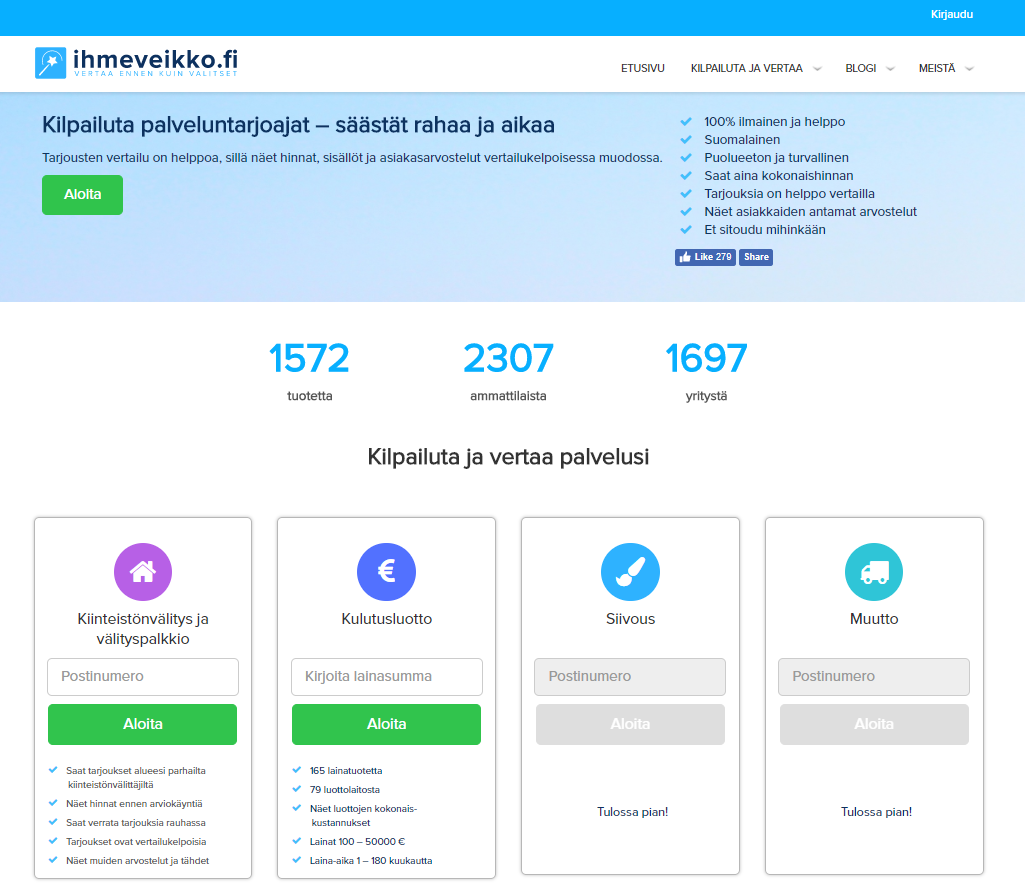 Kirjaudu
ihmeveikko.fi
VERTAA ENNEN KUIN VALITSET
ETUSIVU
KILPAILUTA JA VERTAA
BLOGI
MEISTÄ
Kilpailuta palveluntarjoajat – säästät rahaa ja aikaa
Tarjousten vertailu on helppoa, sillä näet hinnat, sisällöt ja asiakasarvostelut vertailukelpoisessa muodossa.
Aloita
100% ilmainen ja helppo
Suomalainen
Puolueeton ja turvallinen
Saat aina kokonaishinnan
Tarjouksia on helppo vertailla
Näet asiakkaiden antamat arvostelut
Et sitoudu mihinkään
Like 279
Share
1572
tuotetta
2307
ammattilaista
1697
yritystä
Kilpailuta ja vertaa palvelusi
Kiinteistönvälitys ja
välityspalkkio
Postinumero
Aloita
Saat tarjoukset alueesi parhailta
kiinteistönvälittäjiltä
Näet hinnat ennen arviokäyntiä
Saat verrata tarjouksia rauhassa
Tarjoukset ovat vertailukelpoisia
Näet muiden arvostelut ja tähdet
Kulutusluotto
Kirjoita lainasumma
Aloita
165 lainatuotetta
79 luottolaitosta
Näet luottojen kokonais-
kustannukset
Lainat 100 – 50000 €
Laina-aika 1 – 180 kuukautta
Siivous
Postinumero
Aloita
Tulossa pian!
Muutto
Postinumero
Aloita
Tulossa pian!